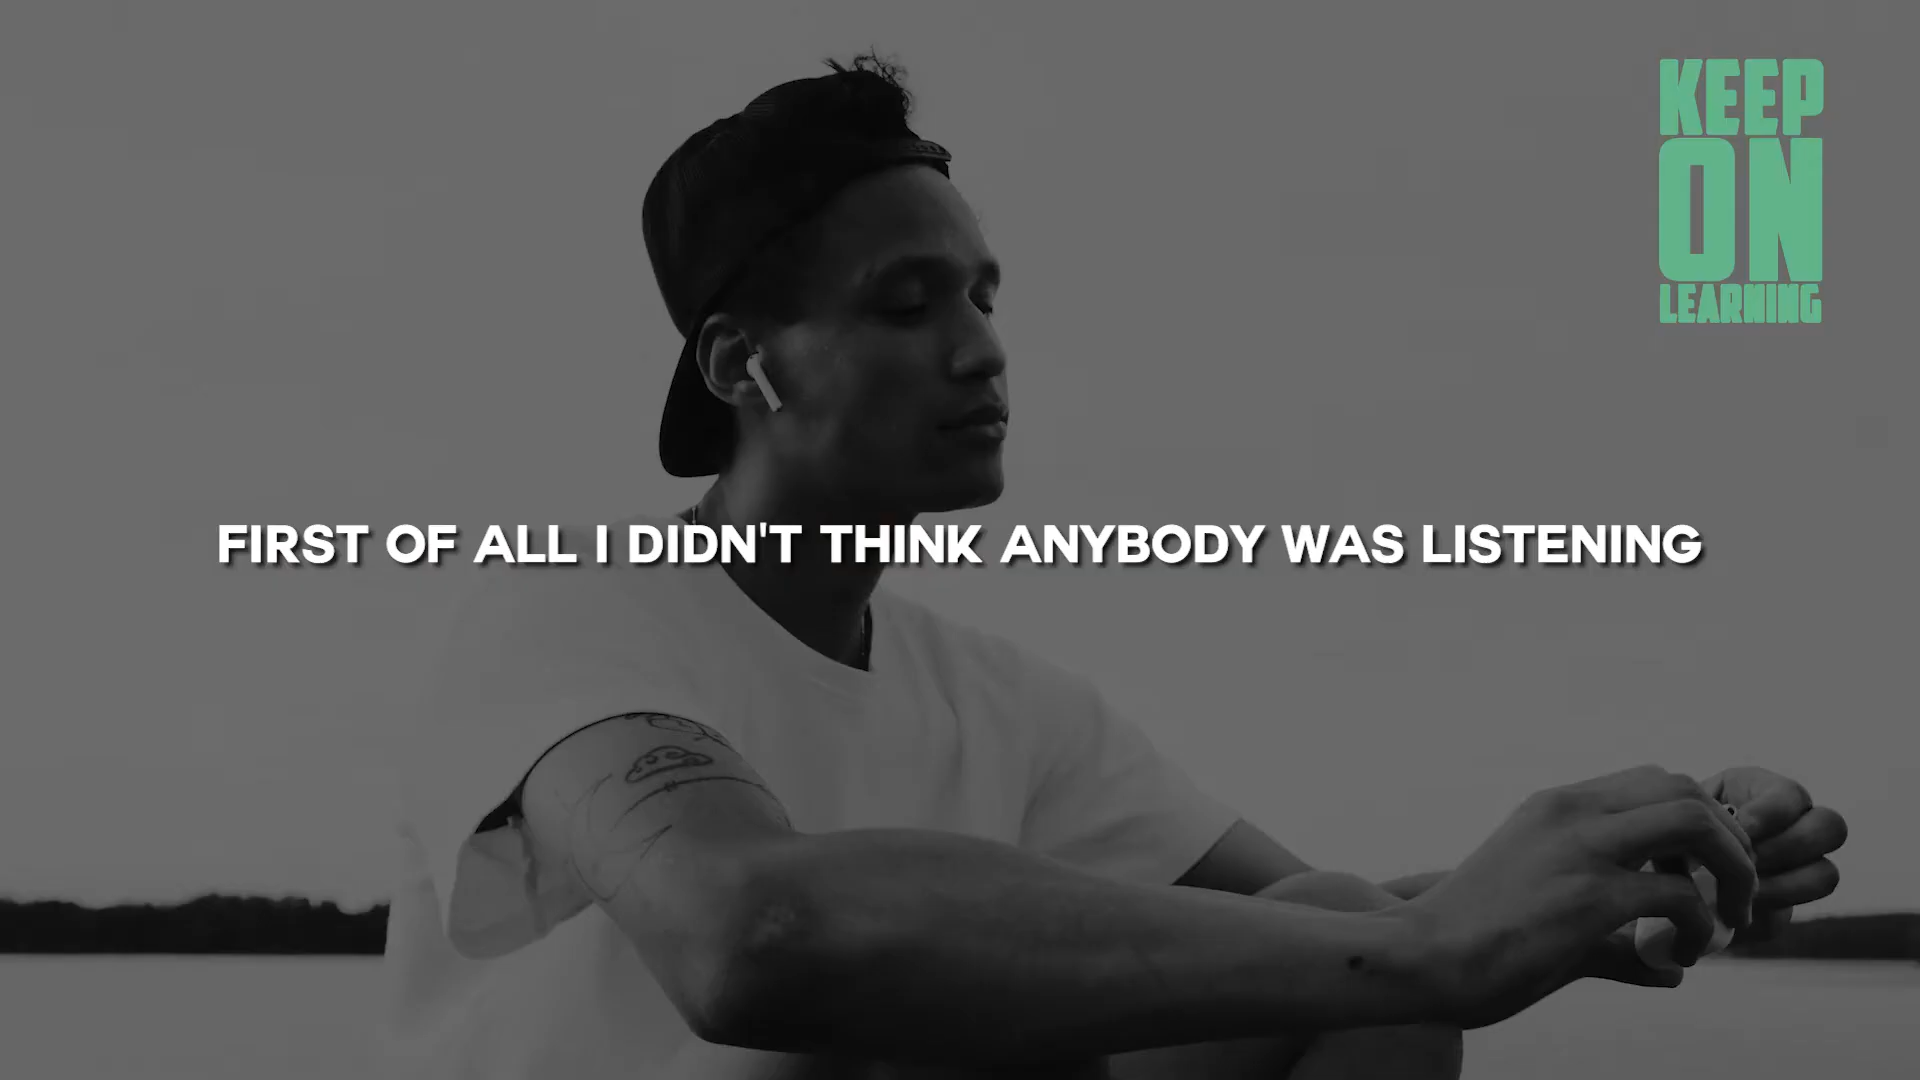 KEEP
ON
LEARNING
FIRST OF ALL I DIDN'T THINK ANYBODY WAS LISTENING